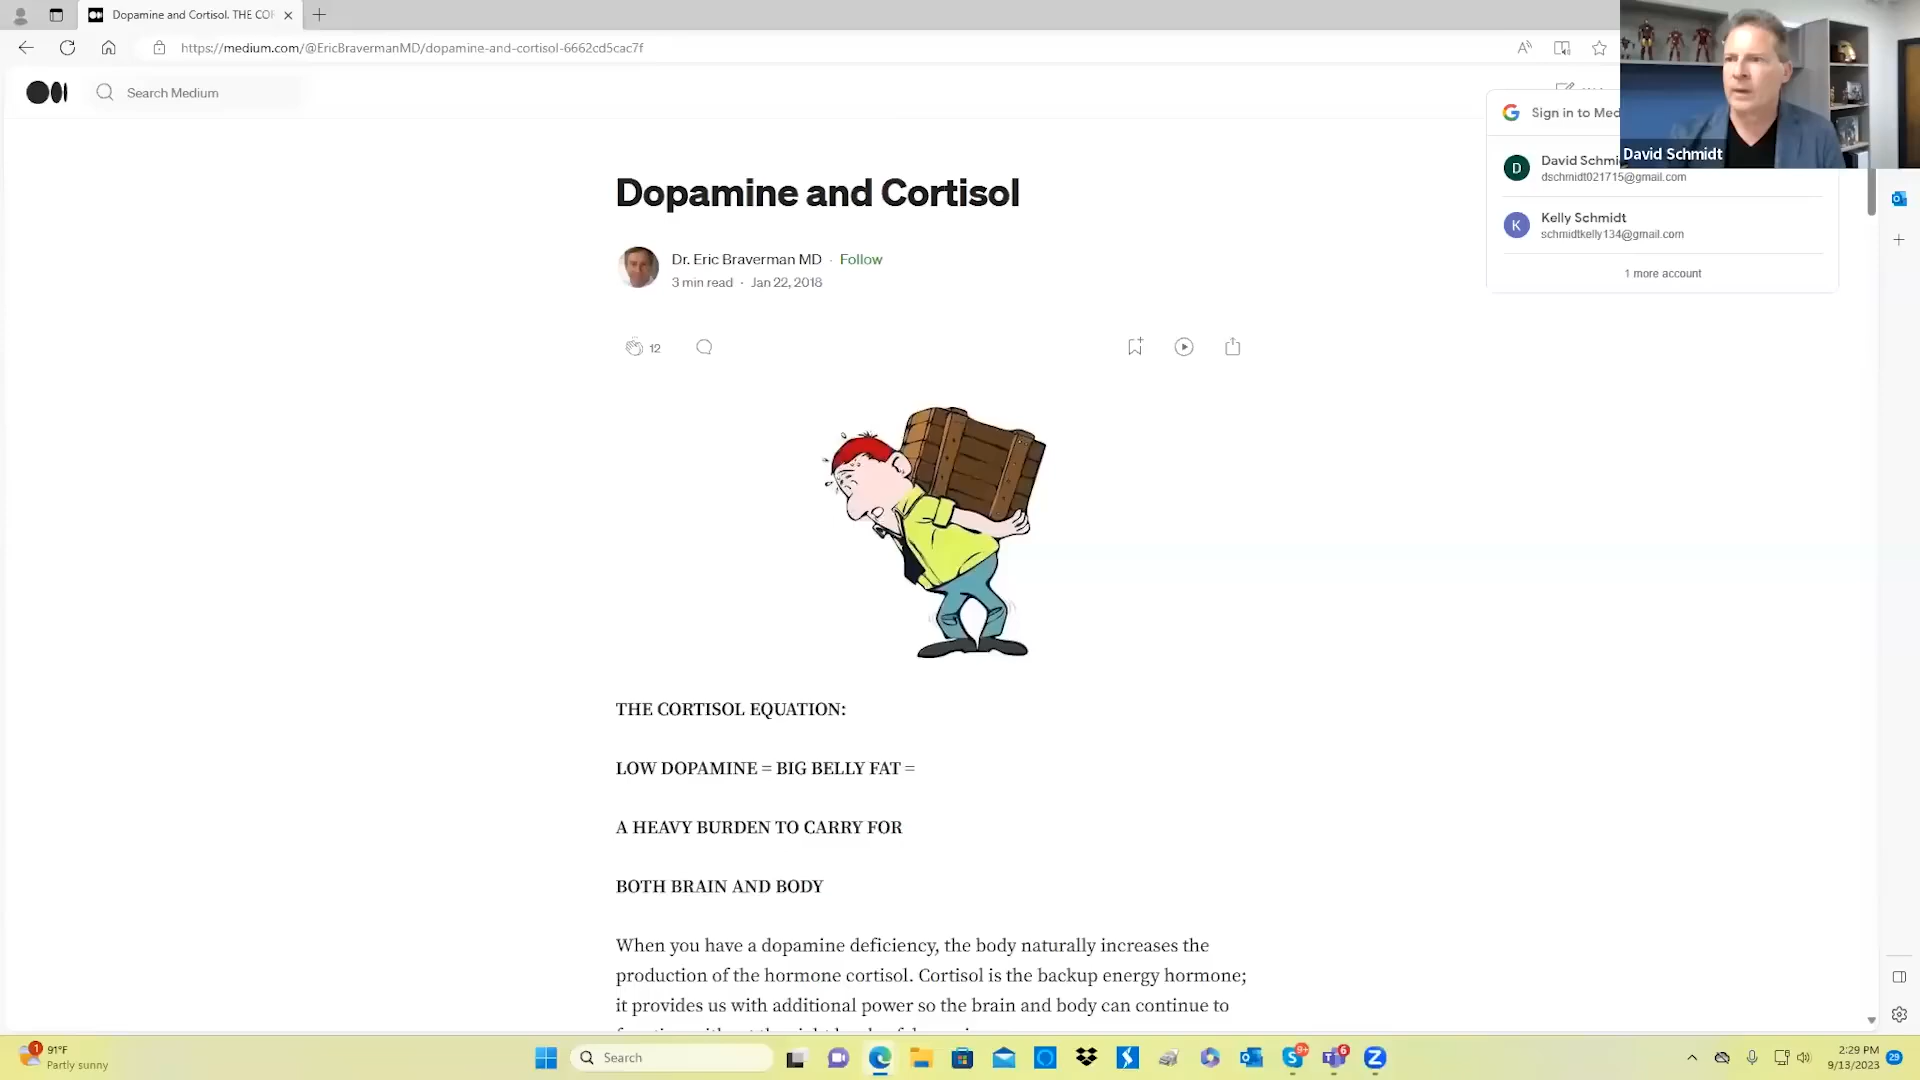 Dopamine and Cortisol. THE COR
https://medium.com/@EricBravermanMD/dopamine-and-cortisol-6662cd5cac7f
Search Medium
Sign in to Med
David Schmidt
David Schmi
dschmidt021715@gmail.com
Kelly Schmidt
schmidtkelly134@gmail.com
1 more account
Dopamine and Cortisol
Dr. Eric Braverman MD · Follow
3 min read · Jan 22, 2018
12
THE CORTISOL EQUATION:
LOW DOPAMINE = BIG BELLY FAT =
A HEAVY BURDEN TO CARRY FOR
BOTH BRAIN AND BODY
When you have a dopamine deficiency, the body naturally increases the
production of the hormone cortisol. Cortisol is the backup energy hormone;
it provides us with additional power so the brain and body can continue to
1
91°F
Partly sunny
Search
9+
6
2:29 PM
9/13/2023
29